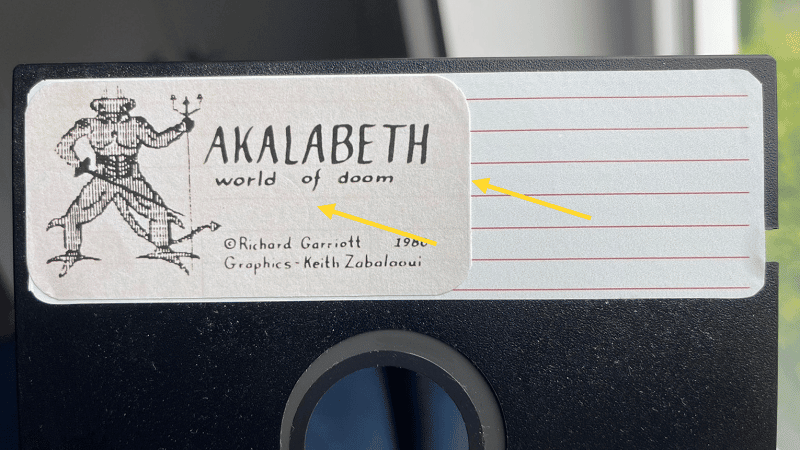 AKALABETH
world of doom
©Richard Garriott 1980
Graphics-Keith Zabalaoui